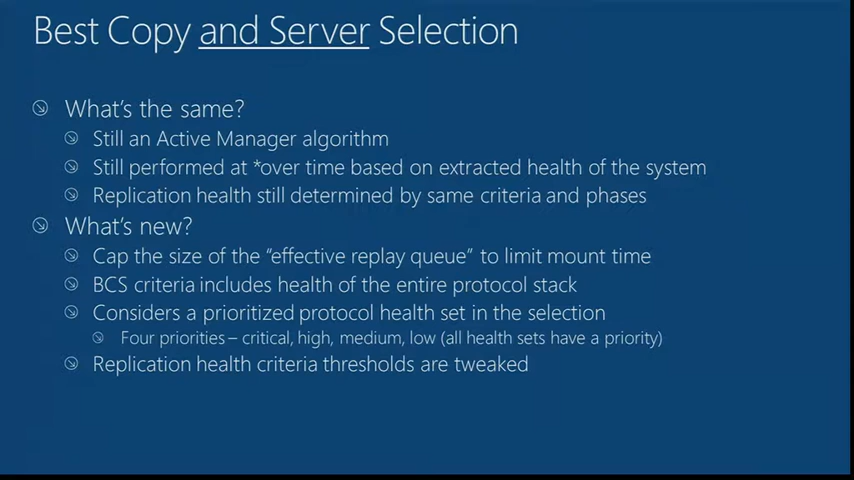 Best Copy and Server Selection
What's the same?
Still an Active Manager algorithm
Still performed at *over time based on extracted health of the system
Replication health still determined by same criteria and phases
What's new?
Cap the size of the "effective replay queue" to limit mount time
BCS criteria includes health of the entire protocol stack
Considers a prioritized protocol health set in the selection
Four priorities – critical, high, medium, low (all health sets have a priority)
Replication health criteria thresholds are tweaked